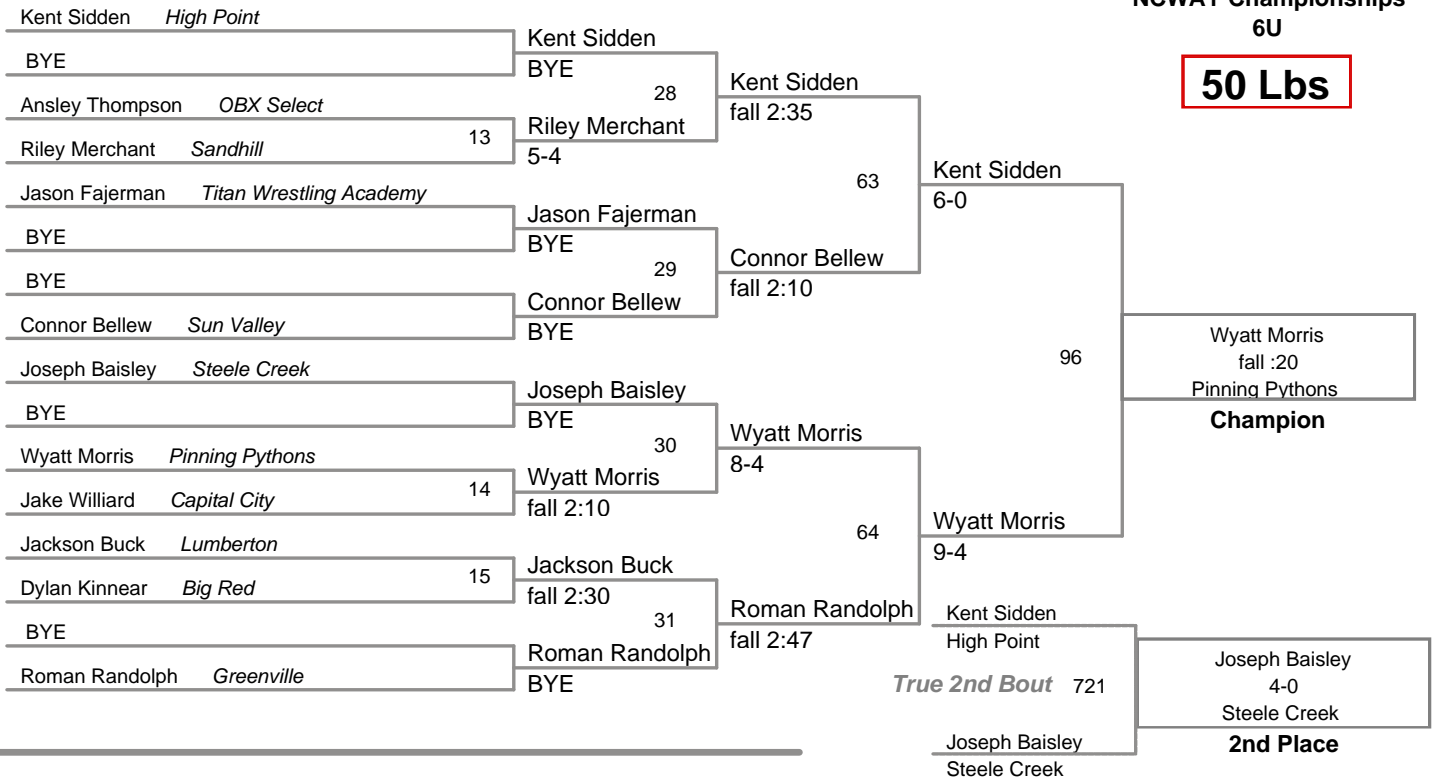 NCWAY Championships
6U
50 Lbs
Kent Sidden High Point
BYE
Ansley Thompson OBX Select
Riley Merchant Sandhill
Jason Fajerman Titan Wrestling Academy
BYE
BYE
Connor Bellew Sun Valley
Joseph Baisley Steele Creek
BYE
Wyatt Morris Pinning Pythons
Jake Williard Capital City
Jackson Buck Lumberton
Dylan Kinnear Big Red
BYE
Roman Randolph Greenville
13
14
15
Kent Sidden
BYE
Riley Merchant
5-4
Jason Fajerman
BYE
Connor Bellew
BYE
Joseph Baisley
BYE
Wyatt Morris
fall 2:10
Jackson Buck
fall 2:30
Roman Randolph
BYE
28
29
30
31
Kent Sidden
fall 2:35
Connor Bellew
fall 2:10
Wyatt Morris
8-4
Roman Randolph
fall 2:47
63
64
Kent Sidden
6-0
Wyatt Morris
9-4
96
Wyatt Morris
fall :20
Pinning Pythons
Champion
Kent Sidden
High Point
True 2nd Bout 721
Joseph Baisley
Steele Creek
Joseph Baisley
4-0
Steele Creek
2nd Place